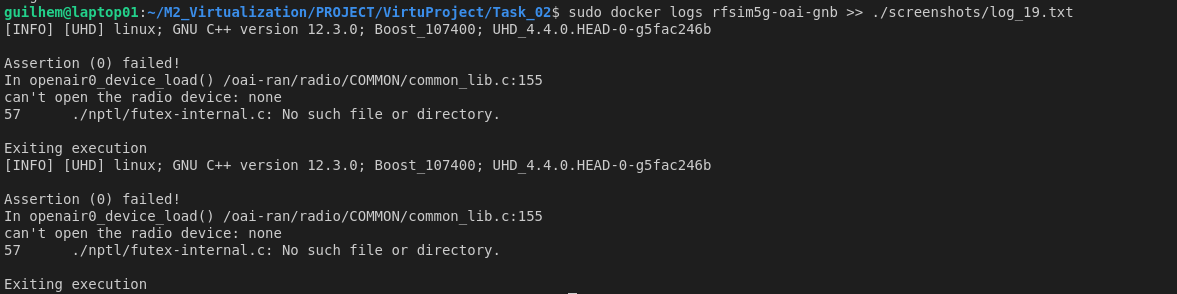 guilhem@laptop01:~/M2_Virtualization/PROJECT/VirtuProject/Task_02$ sudo docker logs rfsim5g-oai-gnb >> ./screenshots/log_19.txt
[INFO] [UHD] linux; GNU C++ version 12.3.0; Boost_107400; UHD_4.4.0.HEAD-0-g5fac246b
Assertion (0) failed!
In openair0_device_load() /oai-ran/radio/COMMON/common_lib.c:155
can't open the radio device: none
57      ./nptl/futex-internal.c: No such file or directory.
Exiting execution
[INFO] [UHD] linux; GNU C++ version 12.3.0; Boost_107400; UHD_4.4.0.HEAD-0-g5fac246b
Assertion (0) failed!
In openair0_device_load() /oai-ran/radio/COMMON/common_lib.c:155
can't open the radio device: none
57      ./nptl/futex-internal.c: No such file or directory.
Exiting execution